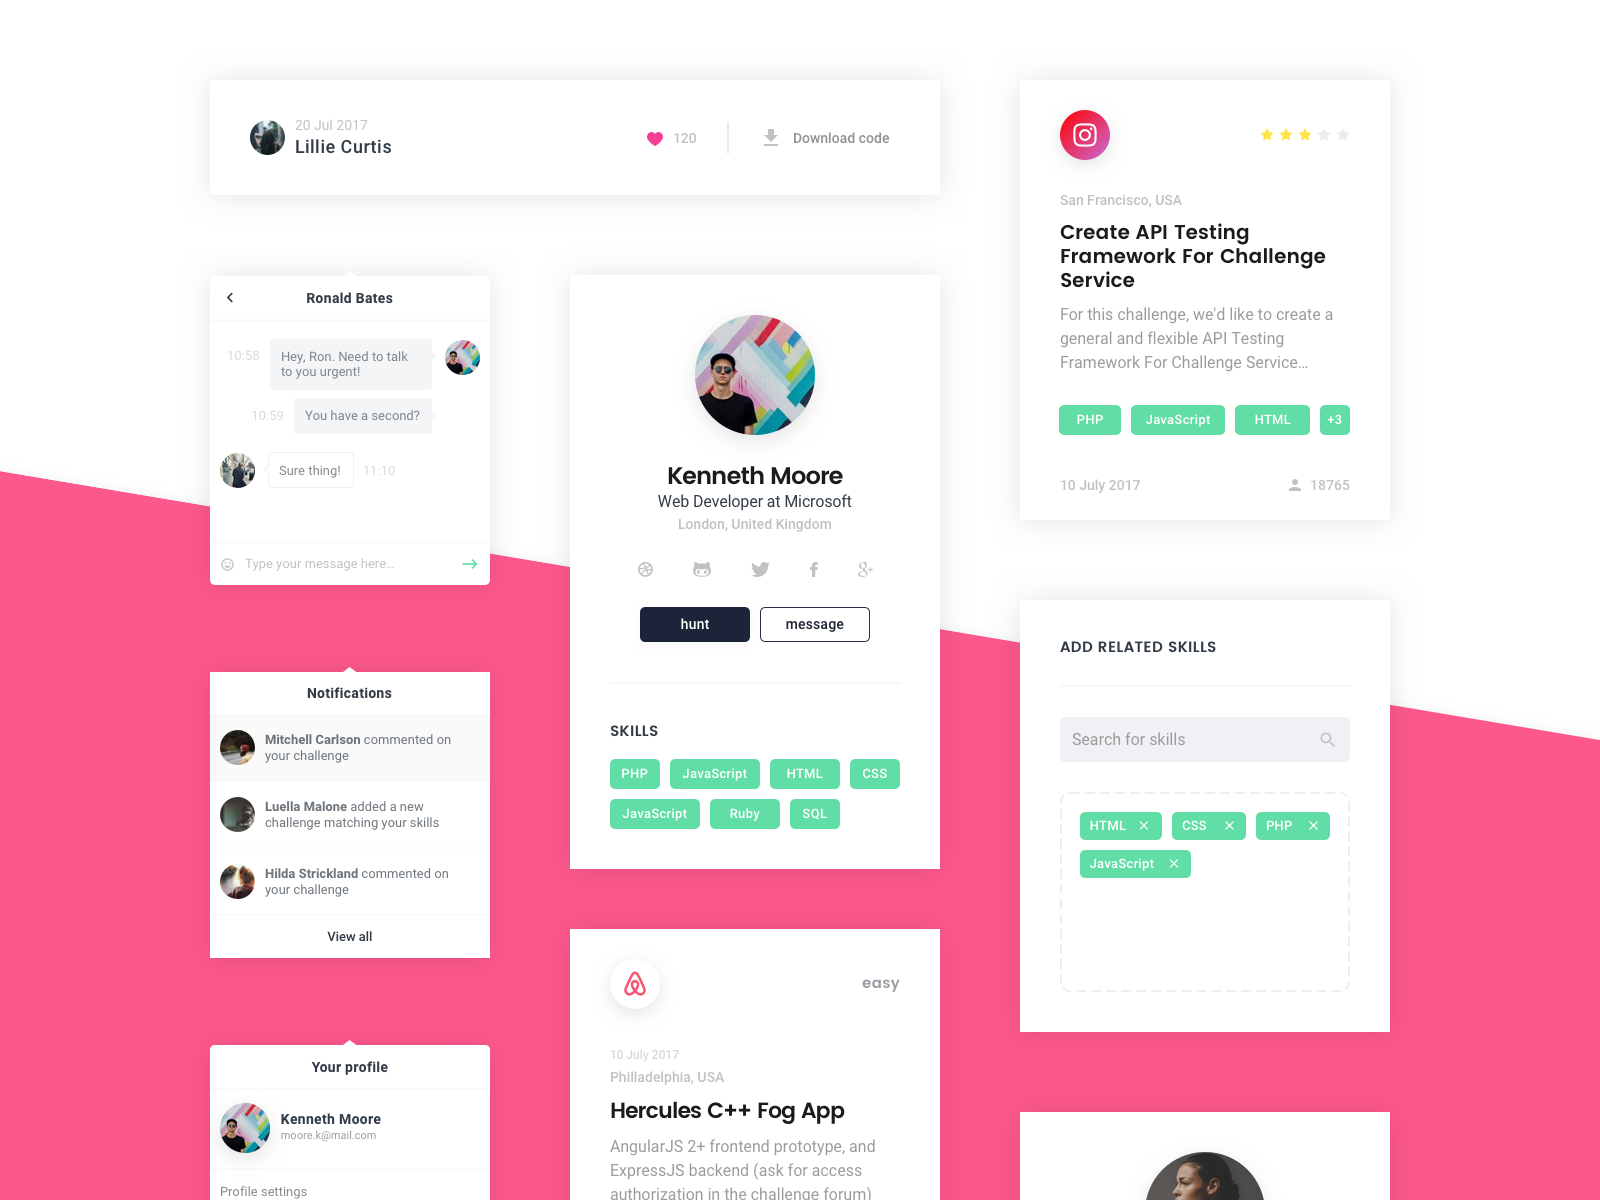 20 Jul 2017
Lillie Curtis
120
Download code
Ronald Bates
10:58
Hey, Ron. Need to talk
to you urgent!
10:59
You have a second?
Sure thing!
11:10
Type your message here...
Notifications
Mitchell Carlson commented on
your challenge
Luella Malone added a new
challenge matching your skills
Hilda Strickland commented on
your challenge
View all
Your profile
Kenneth Moore
moore.k@mail.com
Profile settings
Kenneth Moore
Web Developer at Microsoft
London, United Kingdom
hunt
message
SKILLS
PHP
JavaScript
HTML
CSS
JavaScript
Ruby
SQL
easy
10 July 2017
Philladelphia, USA
Hercules C++ Fog App
AngularJS 2+ frontend prototype, and
ExpressJS backend (ask for access
authorization in the challenge forum)
San Francisco, USA
Create API Testing
Framework For Challenge
Service
For this challenge, we'd like to create a
general and flexible API Testing
Framework For Challenge Service...
PHP
JavaScript
HTML
+3
10 July 2017
18765
ADD RELATED SKILLS
Search for skills
HTML
CSS
PHP
JavaScript